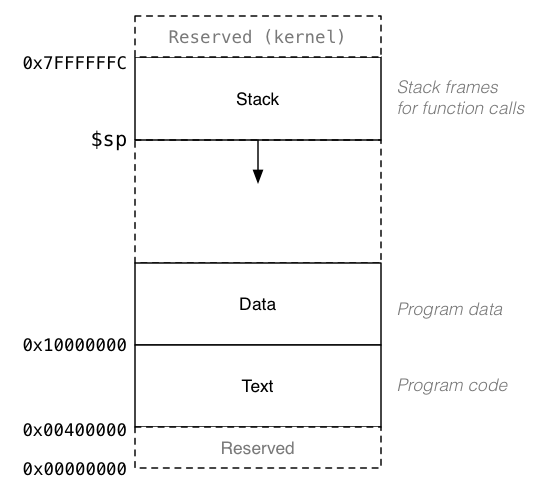 Reserved (kernel)
0x7FFFFFFC
Stack
Stack frames
for function calls
$sp
Data
Program data
0x10000000
Text
Program code
0x00400000
Reserved
0x00000000